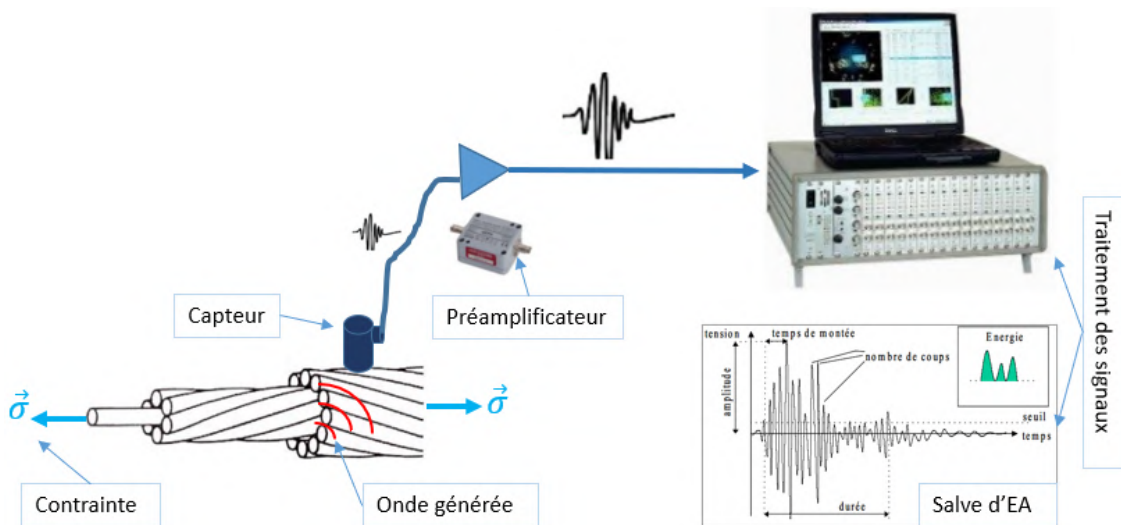 Capteur
Préamplificateur
Traitement des signaux
tension
temps de montée
Energie
nombre de coups
amplitude
seuil
temps
σ
σ
Contrainte
Onde générée
durée
Salve d'EA